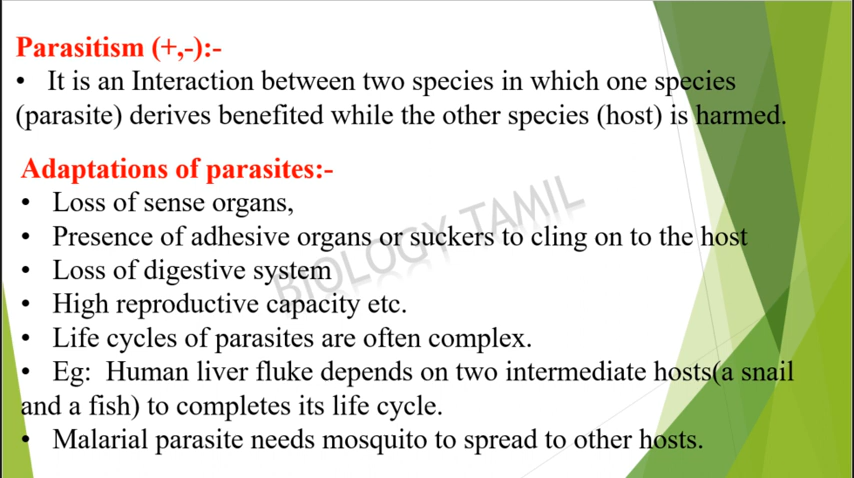 Parasitism (+,-):-
• It is an Interaction between two species in which one species
(parasite) derives benefited while the other species (host) is harmed.
Adaptations of parasites:-
• Loss of sense organs,
• Presence of adhesive organs or suckers to cling on to the host
• Loss of digestive system
• High reproductive capacity etc.
• Life cycles of parasites are often complex.
• Eg: Human liver fluke depends on two intermediate hosts(a snail
and a fish) to completes its life cycle.
• Malarial parasite needs mosquito to spread to other hosts.
BIOLOGY TAMIL